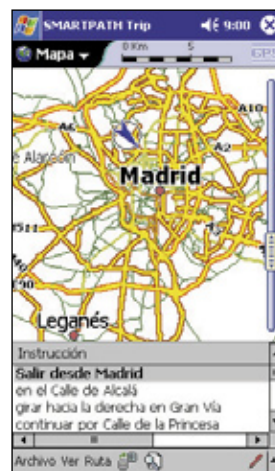 SMARTPATH Trip 9:00
Mapa 0 Km 5 GPS
A10
A6
A2
e Alarcón
Madrid
Leganés
Instrucción
Salir desde Madrid
en el Calle de Alcalá
girar hacia la derecha en Gran Vía
continuar por Calle de la Princesa
Archivo Ver Ruta